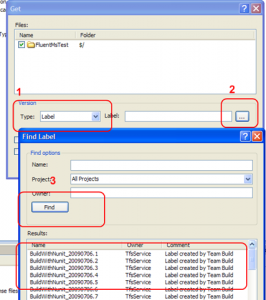 Get
Files:
Name Folder
FluentMsTest $/
Version
1 2
Type: Label Label: ...
Find Label
Find options
Name:
Project: All Projects
3
Owner:
Find
Results:
Name Owner Comment
BuildWithNunit_20090706.1 TfsService Label created by Team Build
BuildWithNunit_20090706.2 TfsService Label created by Team Build
BuildWithNunit_20090706.3 TfsService Label created by Team Build
BuildWithNunit_20090706.4 TfsService Label created by Team Build
BuildWithNunit_20090706.5 TfsService Label created by Team Build
BuildWithNunit_20090706.6 TfsService Label created by Team Build
BuildWithNunit_20090706.7 TfsService Label created by Team Build